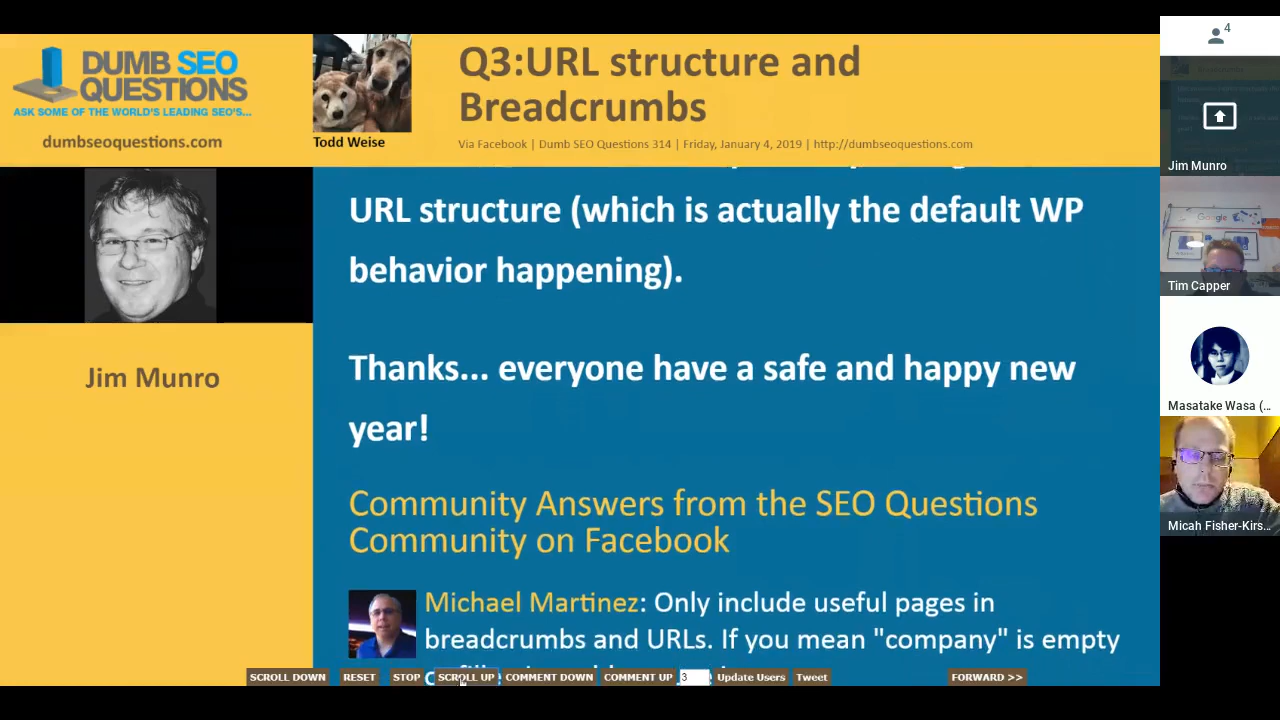 DUMB SEO
QUESTIONS
ASK SOME OF THE WORLD'S LEADING SEO'S...
dumbseoquestions.com
Todd Weise
Q3:URL structure and
Breadcrumbs
Via Facebook | Dumb SEO Questions 314 | Friday, January 4, 2019 | http://dumbseoquestions.com
Jim Munro
URL structure (which is actually the default WP
behavior happening).
Thanks... everyone have a safe and happy new
year!
Community Answers from the SEO Questions
Community on Facebook
Michael Martinez: Only include useful pages in
breadcrumbs and URLs. If you mean "company" is empty
SCROLL DOWN RESET STOP SCROLL UP COMMENT DOWN COMMENT UP 3 Update Users Tweet FORWARD >>
4
Jim Munro
Google
Tim Capper
Masatake Wasa (...
Micah Fisher-Kirs...